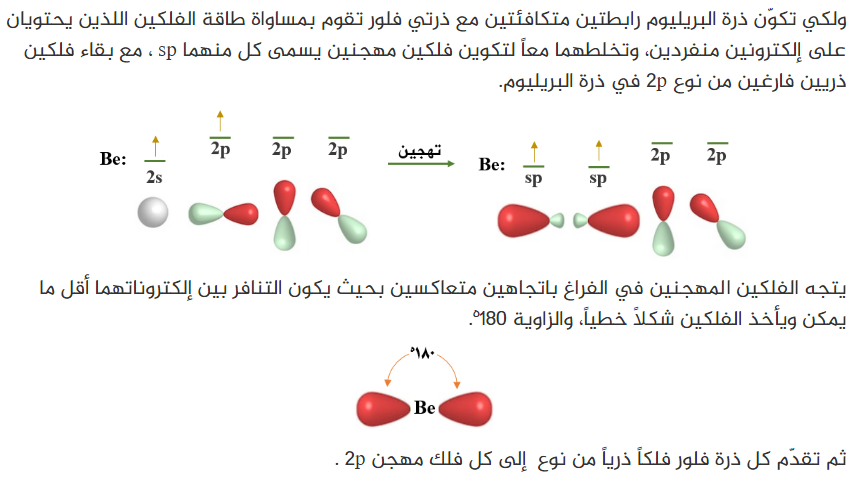 ولكي تكوّن ذرة البريليوم رابطتين متكافئتين مع ذرتي فلور تقوم بمساواة طاقة الفلكين اللذين يحتويان
على إلكترونين منفردين، وتخلطهما معاً لتكوين فلكين مهجنين يسمى كل منهما sp ، مع بقاء فلكين
ذريين فارغين من نوع 2p في ذرة البريليوم.
Be: 2s 2p 2p 2p تهجين Be: sp sp 2p 2p
يتجه الفلكين المهجنين في الفراغ باتجاهين متعاكسين بحيث يكون التنافر بين إلكتروناتهما أقل ما
يمكن ويأخذ الفلكين شكلاً خطياً، والزاوية 180°.
١٨٠°
Be
ثم تقدّم كل ذرة فلور فلكاً ذرياً من نوع إلى كل فلك مهجن 2p .